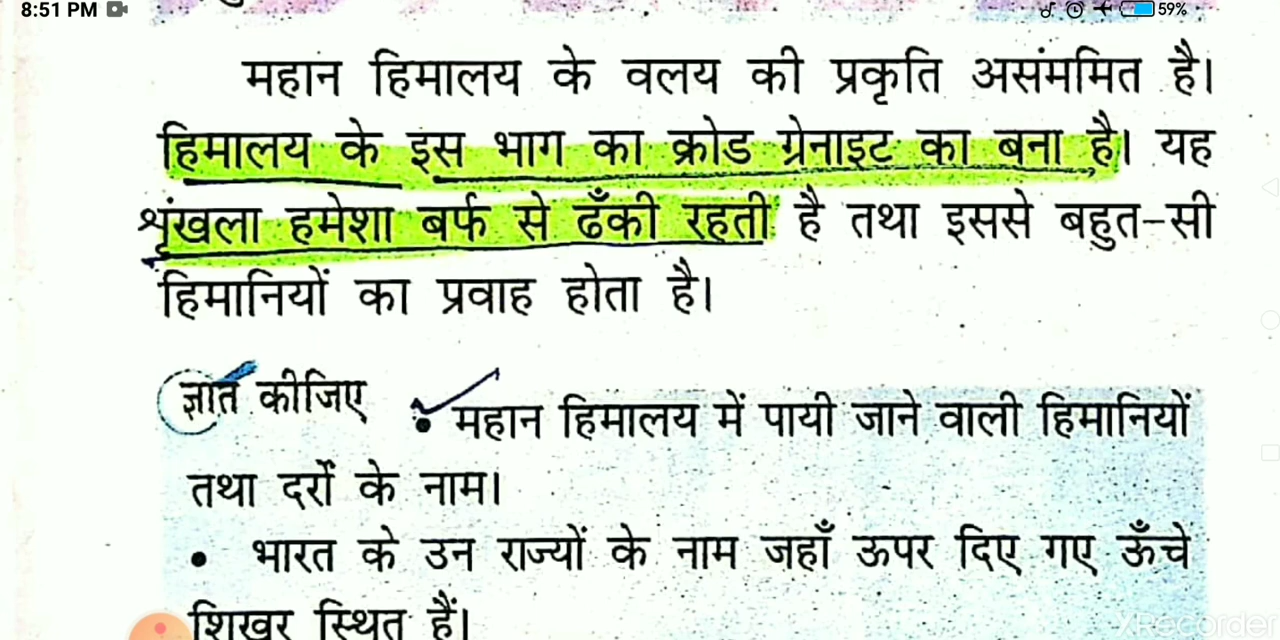 8:51 PM
59%
महान हिमालय के वलय की प्रकृति असंममित है।
हिमालय के इस भाग का क्रोड ग्रेनाइट का बना है। यह
शृंखला हमेशा बर्फ से ढँकी रहती है तथा इससे बहुत-सी
हिमानियों का प्रवाह होता है।
ज्ञात कीजिए
• महान हिमालय में पायी जाने वाली हिमानियों
तथा दर्रों के नाम।
• भारत के उन राज्यों के नाम जहाँ ऊपर दिए गए ऊँचे
शिखर स्थित हैं।
XRecorder